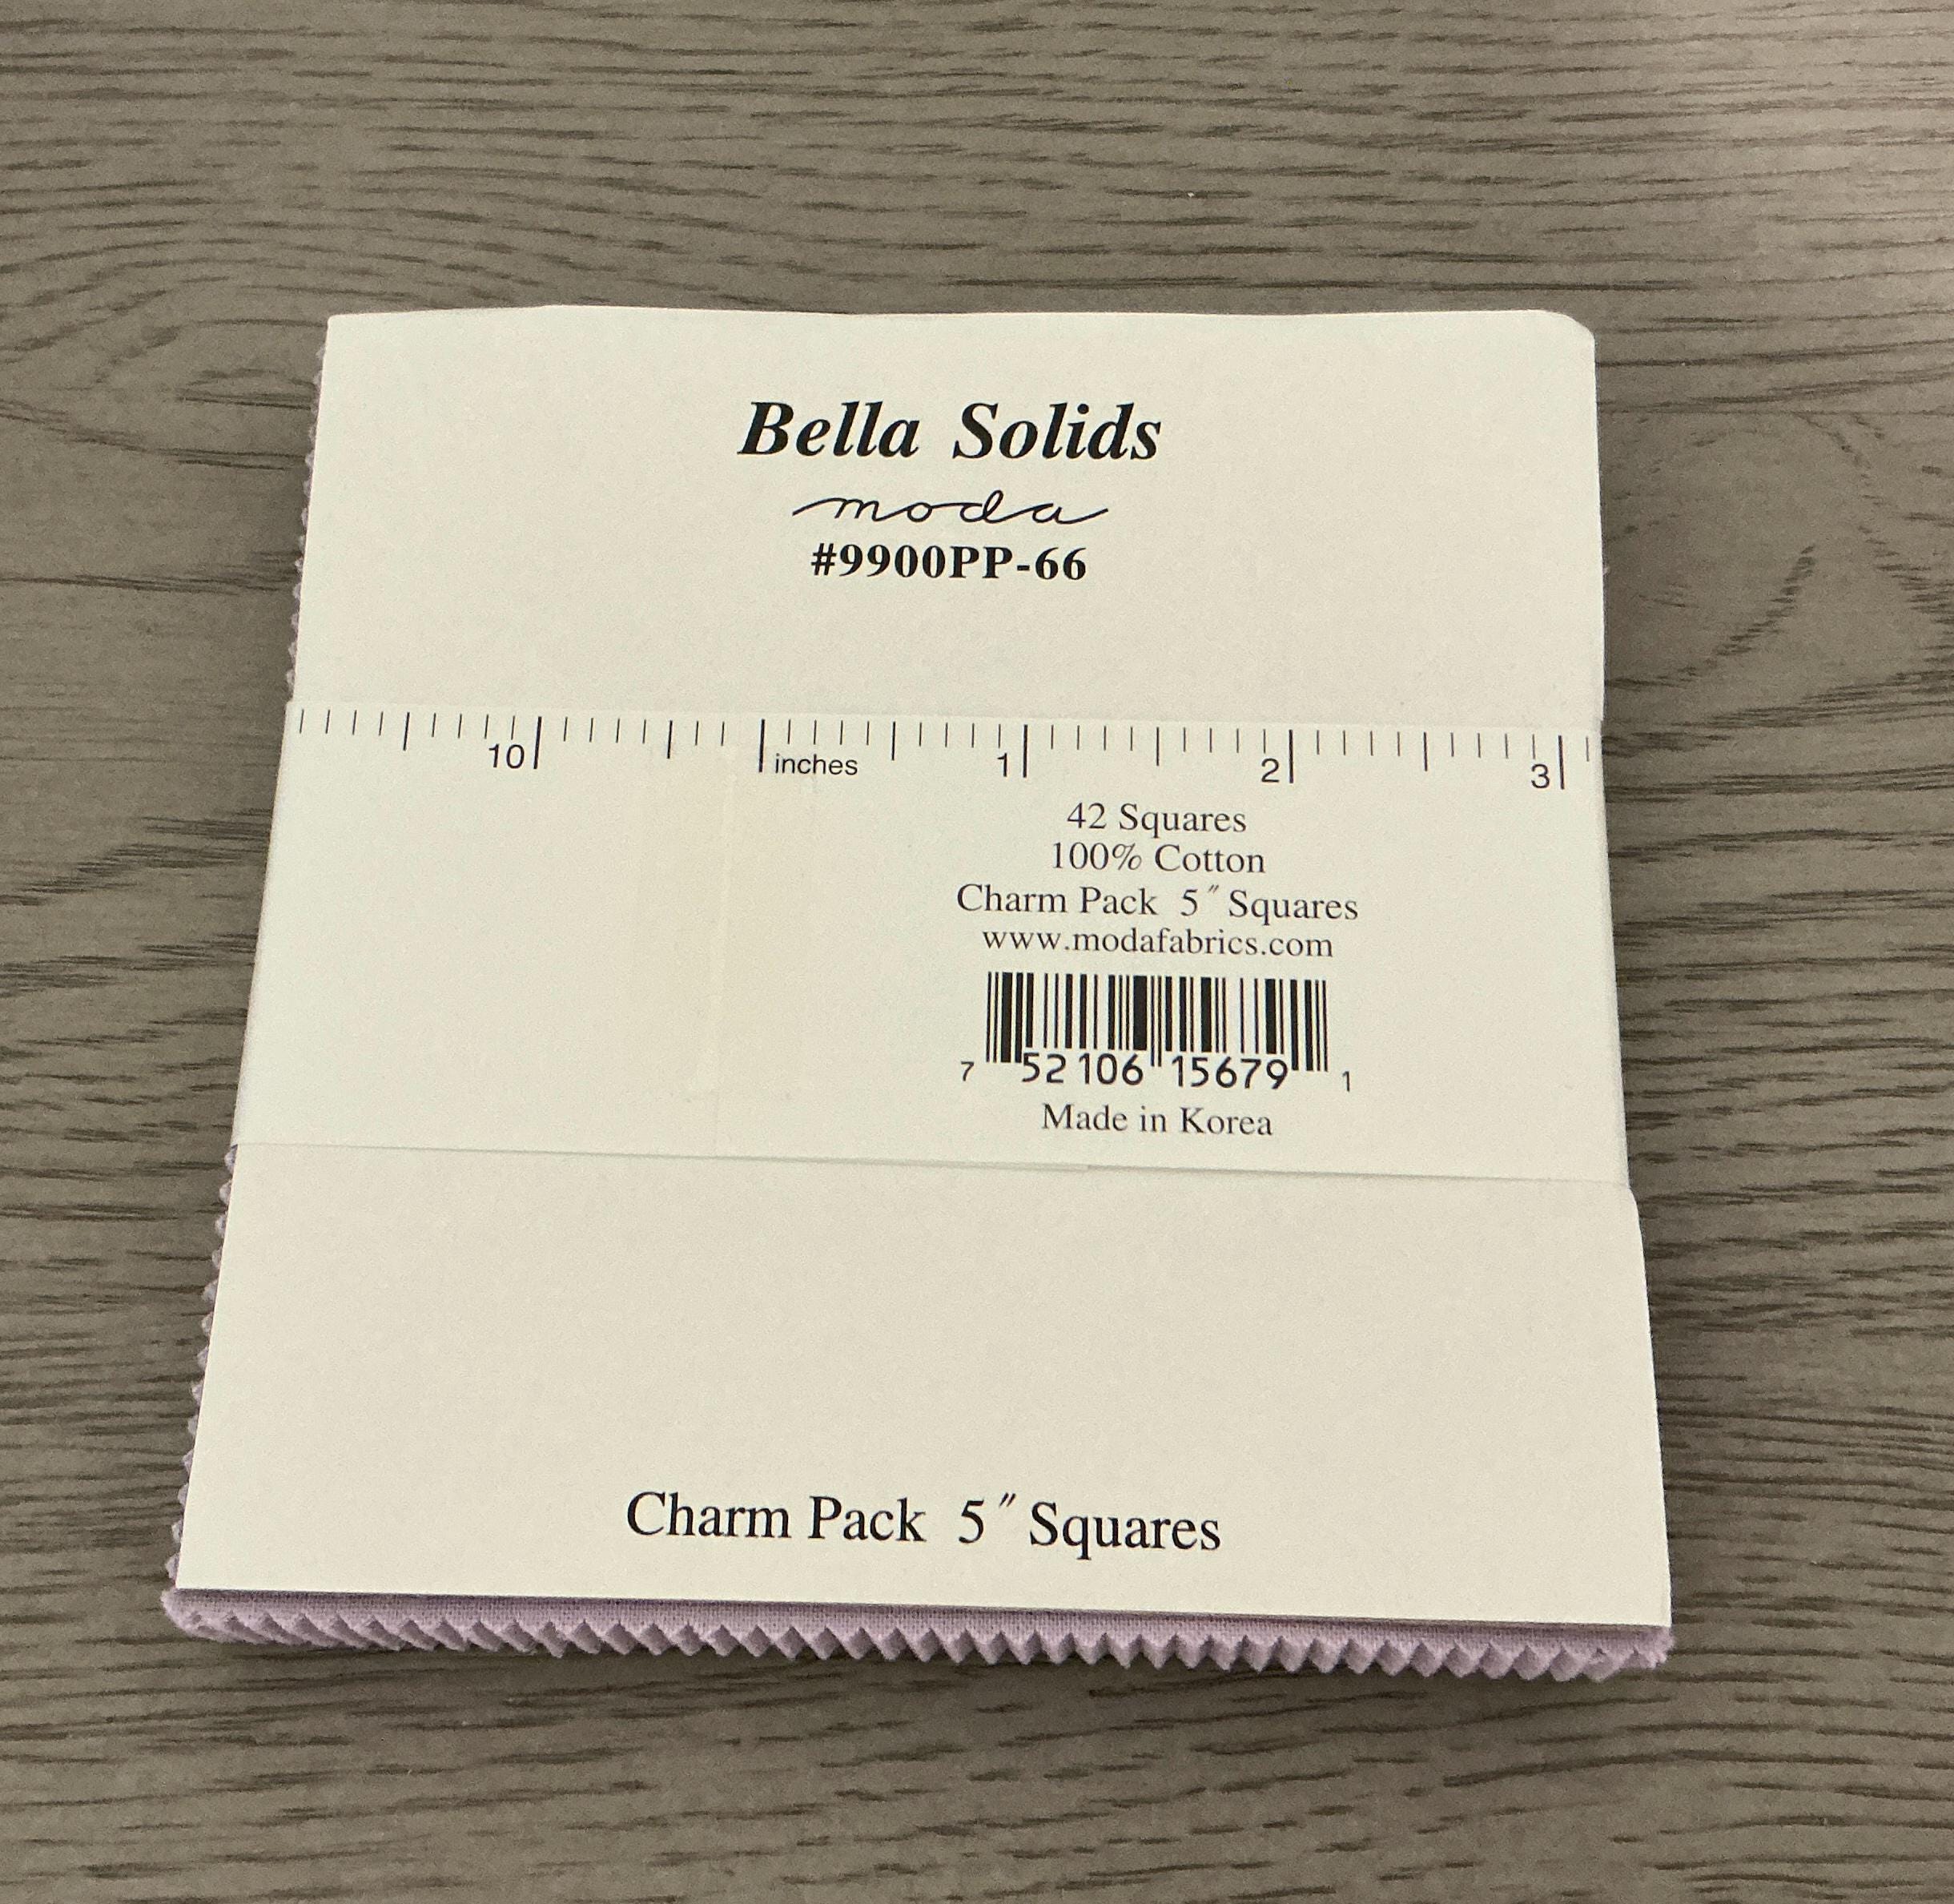 Bella Solids
moda
#9900PP-66
10 inches 1 2 3
42 Squares
100% Cotton
Charm Pack 5″ Squares
www.modafabrics.com
7 52106 15679 1
Made in Korea
Charm Pack 5″ Squares